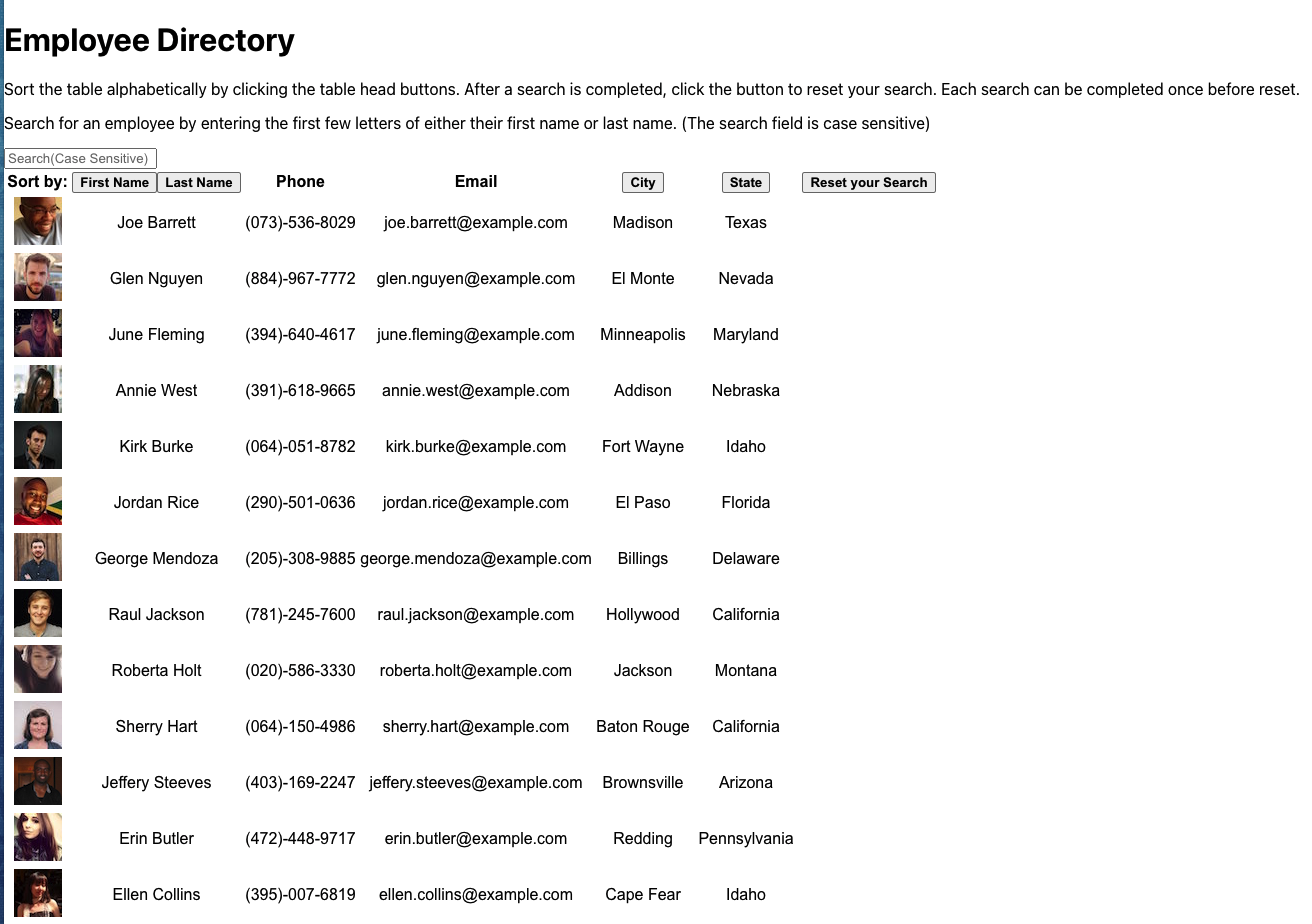 Employee Directory
Sort the table alphabetically by clicking the table head buttons. After a search is completed, click the button to reset your search. Each search can be completed once before reset.
Search for an employee by entering the first few letters of either their first name or last name. (The search field is case sensitive)
Search(Case Sensitive)
Sort by: First Name Last Name Phone Email City State Reset your Search
Joe Barrett (073)-536-8029 joe.barrett@example.com Madison Texas
Glen Nguyen (884)-967-7772 glen.nguyen@example.com El Monte Nevada
June Fleming (394)-640-4617 june.fleming@example.com Minneapolis Maryland
Annie West (391)-618-9665 annie.west@example.com Addison Nebraska
Kirk Burke (064)-051-8782 kirk.burke@example.com Fort Wayne Idaho
Jordan Rice (290)-501-0636 jordan.rice@example.com El Paso Florida
George Mendoza (205)-308-9885 george.mendoza@example.com Billings Delaware
Raul Jackson (781)-245-7600 raul.jackson@example.com Hollywood California
Roberta Holt (020)-586-3330 roberta.holt@example.com Jackson Montana
Sherry Hart (064)-150-4986 sherry.hart@example.com Baton Rouge California
Jeffery Steeves (403)-169-2247 jeffery.steeves@example.com Brownsville Arizona
Erin Butler (472)-448-9717 erin.butler@example.com Redding Pennsylvania
Ellen Collins (395)-007-6819 ellen.collins@example.com Cape Fear Idaho